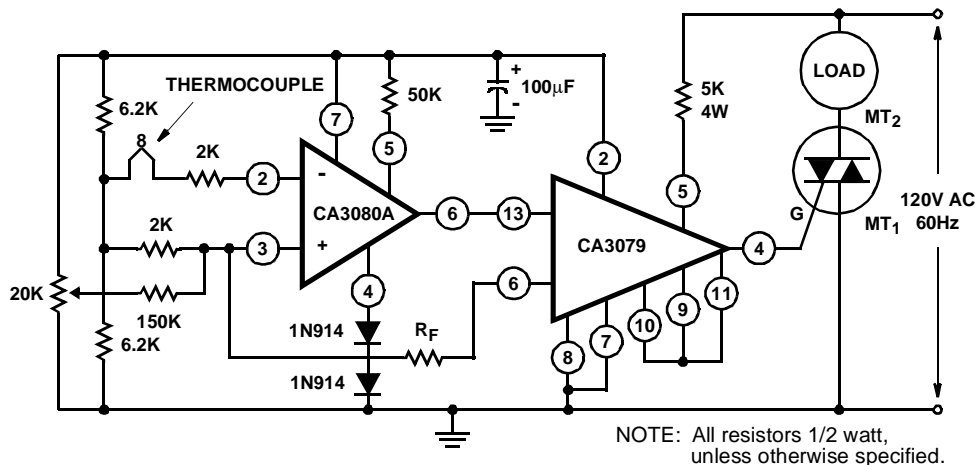 THERMOCOUPLE
6.2K
8
2K
2
-
7
5
50K
+
100μF
-
CA3080A
6
13
2
5K
4W
5
LOAD
MT2
G
MT1
120V AC
60Hz
CA3079
4
2K
3
+
20K
150K
4
6
10
9
11
8
7
6.2K
1N914
RF
1N914
NOTE: All resistors 1/2 watt,
unless otherwise specified.